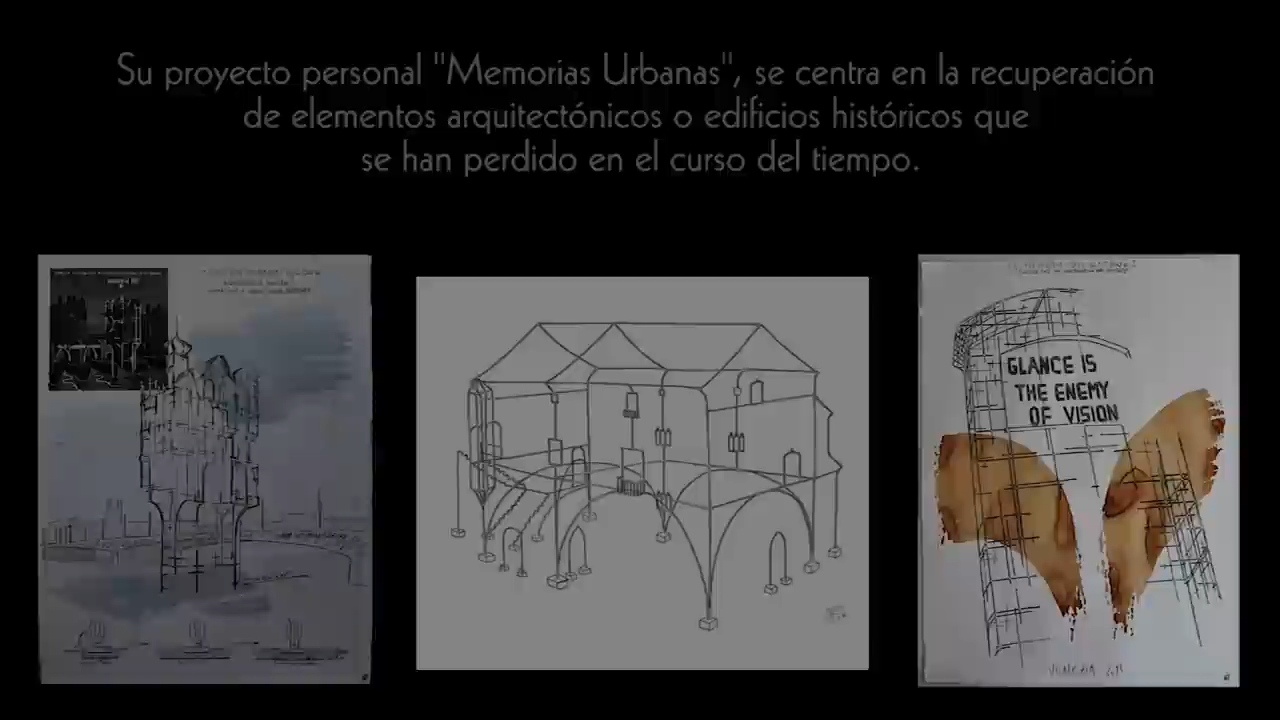 Su proyecto personal "Memorias Urbanas", se centra en la recuperación
de elementos arquitectónicos o edificios históricos que
se han perdido en el curso del tiempo.
GLANCE IS
THE ENEMY
OF VISION